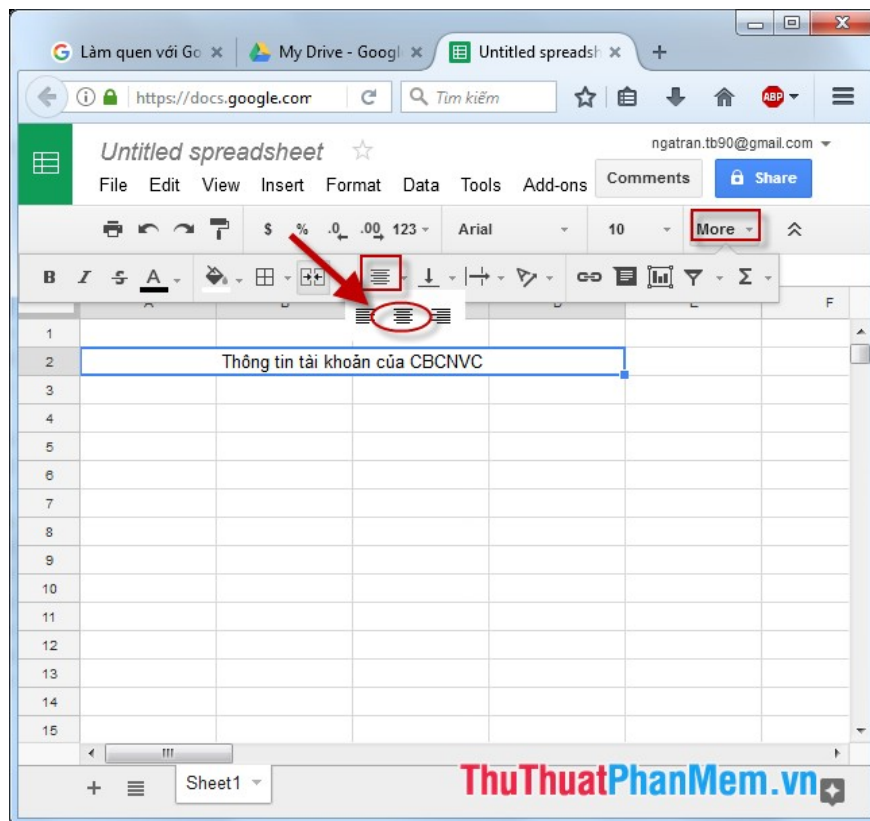 Làm quen với Go
My Drive - Googl
Untitled spreadsh
https://docs.google.com
Tìm kiếm
ABP
Untitled spreadsheet
ngatran.tb90@gmail.com
File Edit View Insert Format Data Tools Add-ons
Comments
Share
$ % .0 .00 123 Arial 10 More
B I S A Σ
F
1
2 Thông tin tài khoản của CBCNVC
3
4
5
6
7
8
9
10
11
12
13
14
15
Sheet1
ThuThuatPhanMem.vn